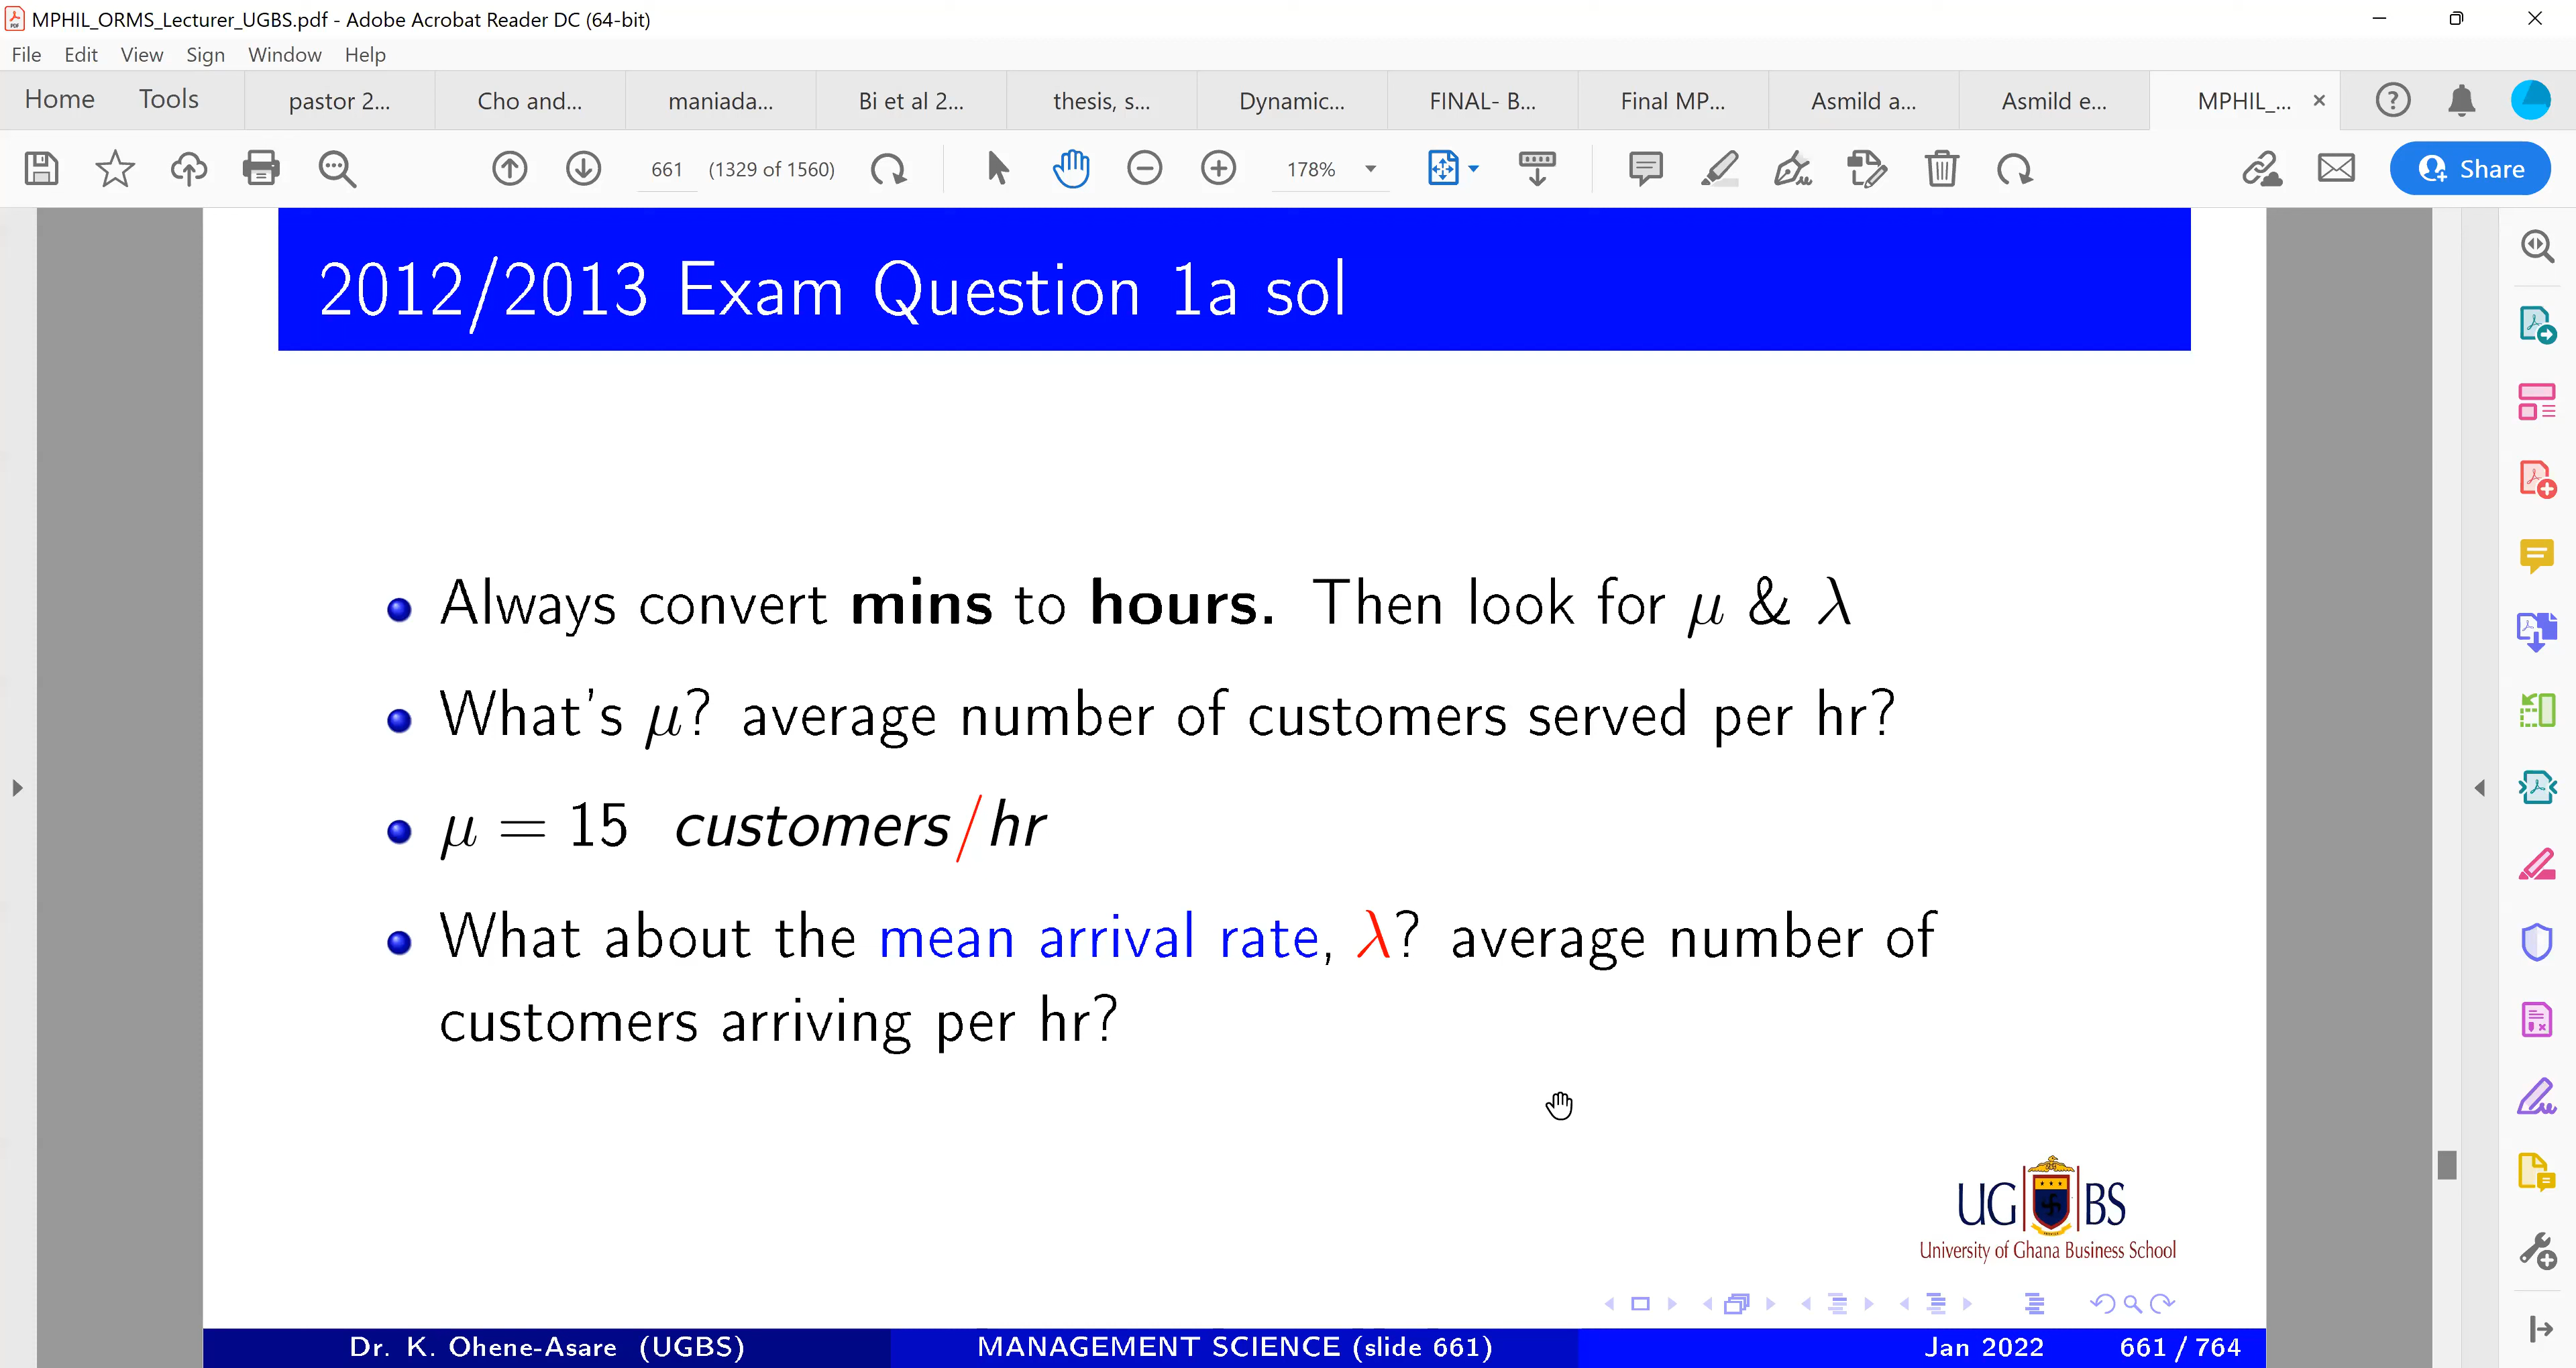 MPHIL_ORMS_Lecturer_UGBS.pdf - Adobe Acrobat Reader DC (64-bit)
File Edit View Sign Window Help
Home Tools pastor 2... Cho and... maniada... Bi et al 2... thesis, s... Dynamic... FINAL- B... Final MP... Asmild a... Asmild e... MPHIL_...
661 (1329 of 1560) 178% Share
2012/2013 Exam Question 1a sol
Always convert mins to hours. Then look for μ & λ
What's μ? average number of customers served per hr?
μ = 15 customers/hr
What about the mean arrival rate, λ? average number of
customers arriving per hr?
UGBS
University of Ghana Business School
Dr. K. Ohene-Asare (UGBS) MANAGEMENT SCIENCE (slide 661) Jan 2022 661 / 764